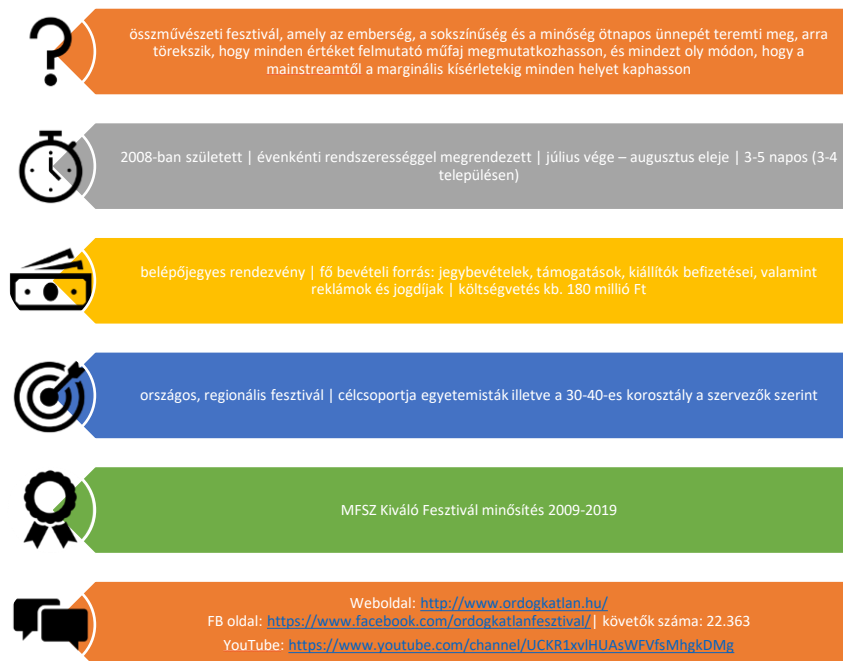 összművészeti fesztivál, amely az emberség, a sokszínűség és a minőség ötnapos ünnepét teremti meg, arra
törekszik, hogy minden értéket felmutató műfaj megmutatkozhasson, és mindezt oly módon, hogy a
mainstreamtől a marginális kísérletekig minden helyet kaphasson
2008-ban született | évenkénti rendszerességgel megrendezett | július vége – augusztus eleje | 3-5 napos (3-4
településen)
belépőjegyes rendezvény | fő bevételi forrás: jegybevételek, támogatások, kiállítók befizetései, valamint
reklámok és jogdíjak | költségvetés kb. 180 millió Ft
országos, regionális fesztivál | célcsoportja egyetemisták illetve a 30-40-es korosztály a szervezők szerint
MFSZ Kiváló Fesztivál minősítés 2009-2019
Weboldal: http://www.ordogkatlan.hu/
FB oldal: https://www.facebook.com/ordogkatlanfesztival/| követők száma: 22.363
YouTube: https://www.youtube.com/channel/UCKR1xvlHUAsWFVfsMhgkDMg